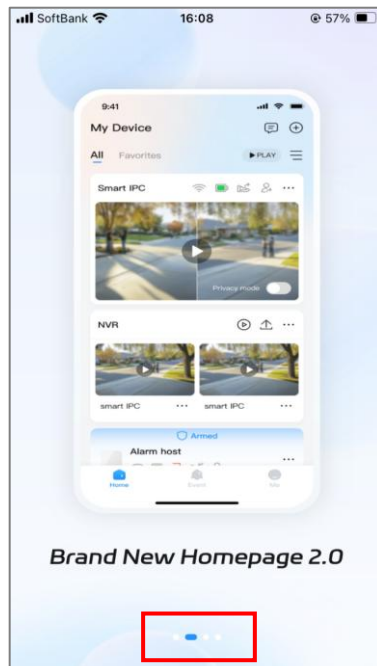 SoftBank 16:08 57%
9:41
My Device
All Favorites PLAY
Smart IPC
Privacy mode
NVR
smart IPC smart IPC
Armed
Alarm host
Home Event Me
Brand New Homepage 2.0